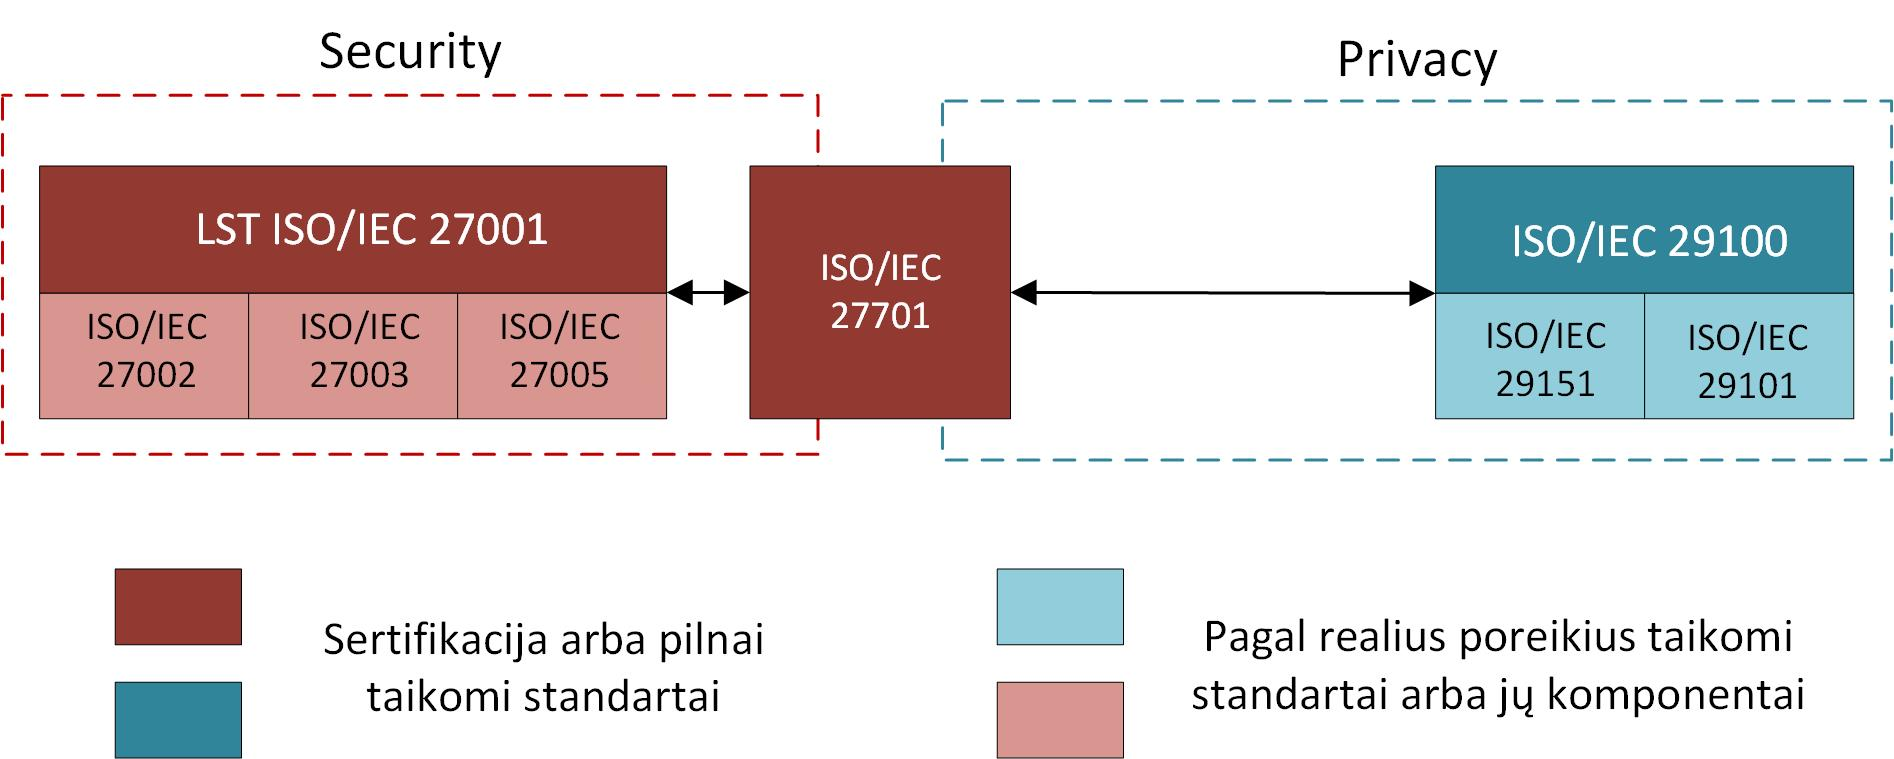 Security
Privacy
LST ISO/IEC 27001
ISO/IEC
27002
ISO/IEC
27003
ISO/IEC
27005
ISO/IEC
27701
ISO/IEC 29100
ISO/IEC
29151
ISO/IEC
29101
Sertifikacija arba pilnai
taikomi standartai
Pagal realius poreikius taikomi
standartai arba jų komponentai